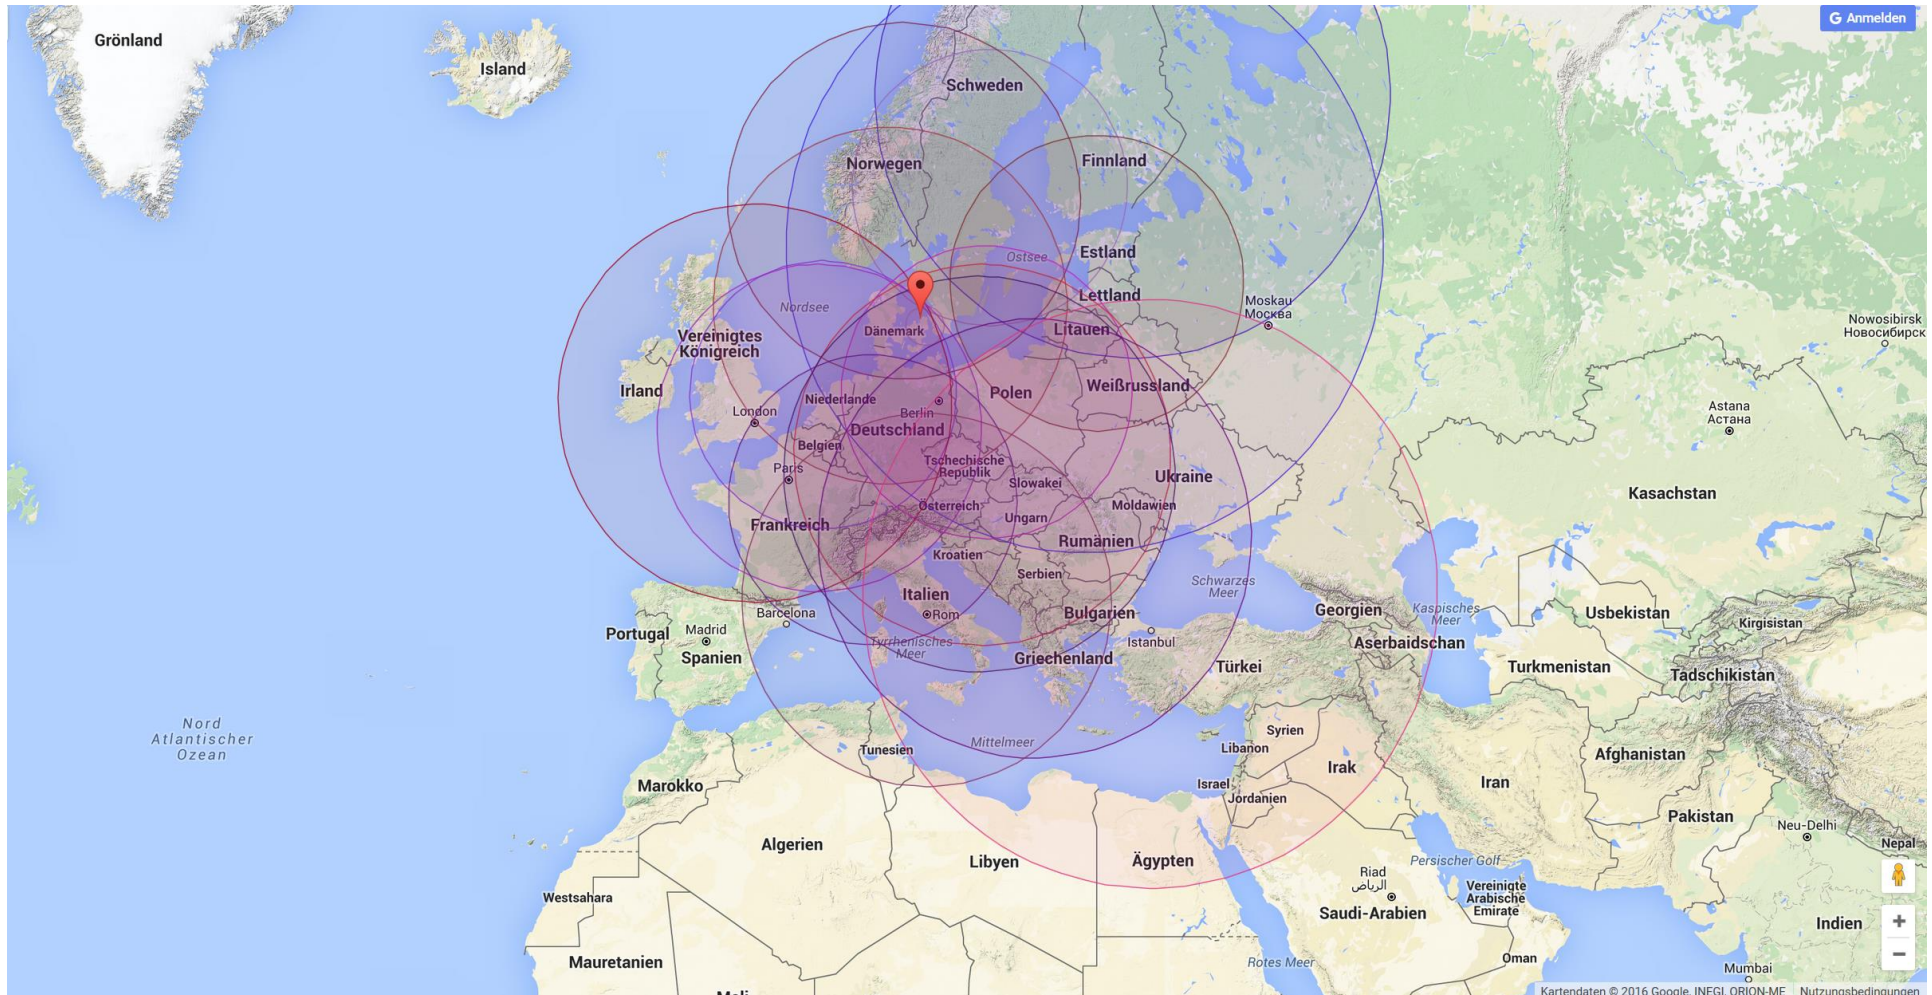 Grönland
Island
G Anmelden
Schweden
Norwegen
Finnland
Ostsee
Estland
Nordsee
Lettland
Moskau
Москва
Dänemark
Litauen
Nowosibirsk
Новосибирск
Vereinigtes
Königreich
Irland
Niederlande
Polen
Weißrussland
London
Berlin
Deutschland
Astana
Астана
Belgien
Paris
Tschechische
Republik
Slowakei
Ukraine
Kasachstan
Österreich
Ungarn
Moldawien
Frankreich
Rumänien
Kroatien
Serbien
Schwarzes
Meer
Italien
Rom
Barcelona
Bulgarien
Georgien
Kaspisches
Meer
Usbekistan
Kirgisistan
Portugal
Madrid
Spanien
Tyrrhenisches
Meer
Istanbul
Aserbaidschan
Griechenland
Türkei
Turkmenistan
Tadschikistan
Nord
Atlantischer
Ozean
Tunesien
Mittelmeer
Syrien
Libanon
Irak
Afghanistan
Marokko
Israel
Jordanien
Iran
Pakistan
Neu-Delhi
Nepal
Algerien
Libyen
Ägypten
Persischer Golf
Riad
الرياض
Vereinigte
Arabische
Emirate
Westsahara
Saudi-Arabien
Indien
+
Mauretanien
Rotes Meer
Oman
−
Mumbai
Mali
Kartendaten © 2016 Google, INEGI, ORION-ME
Nutzungsbedingungen